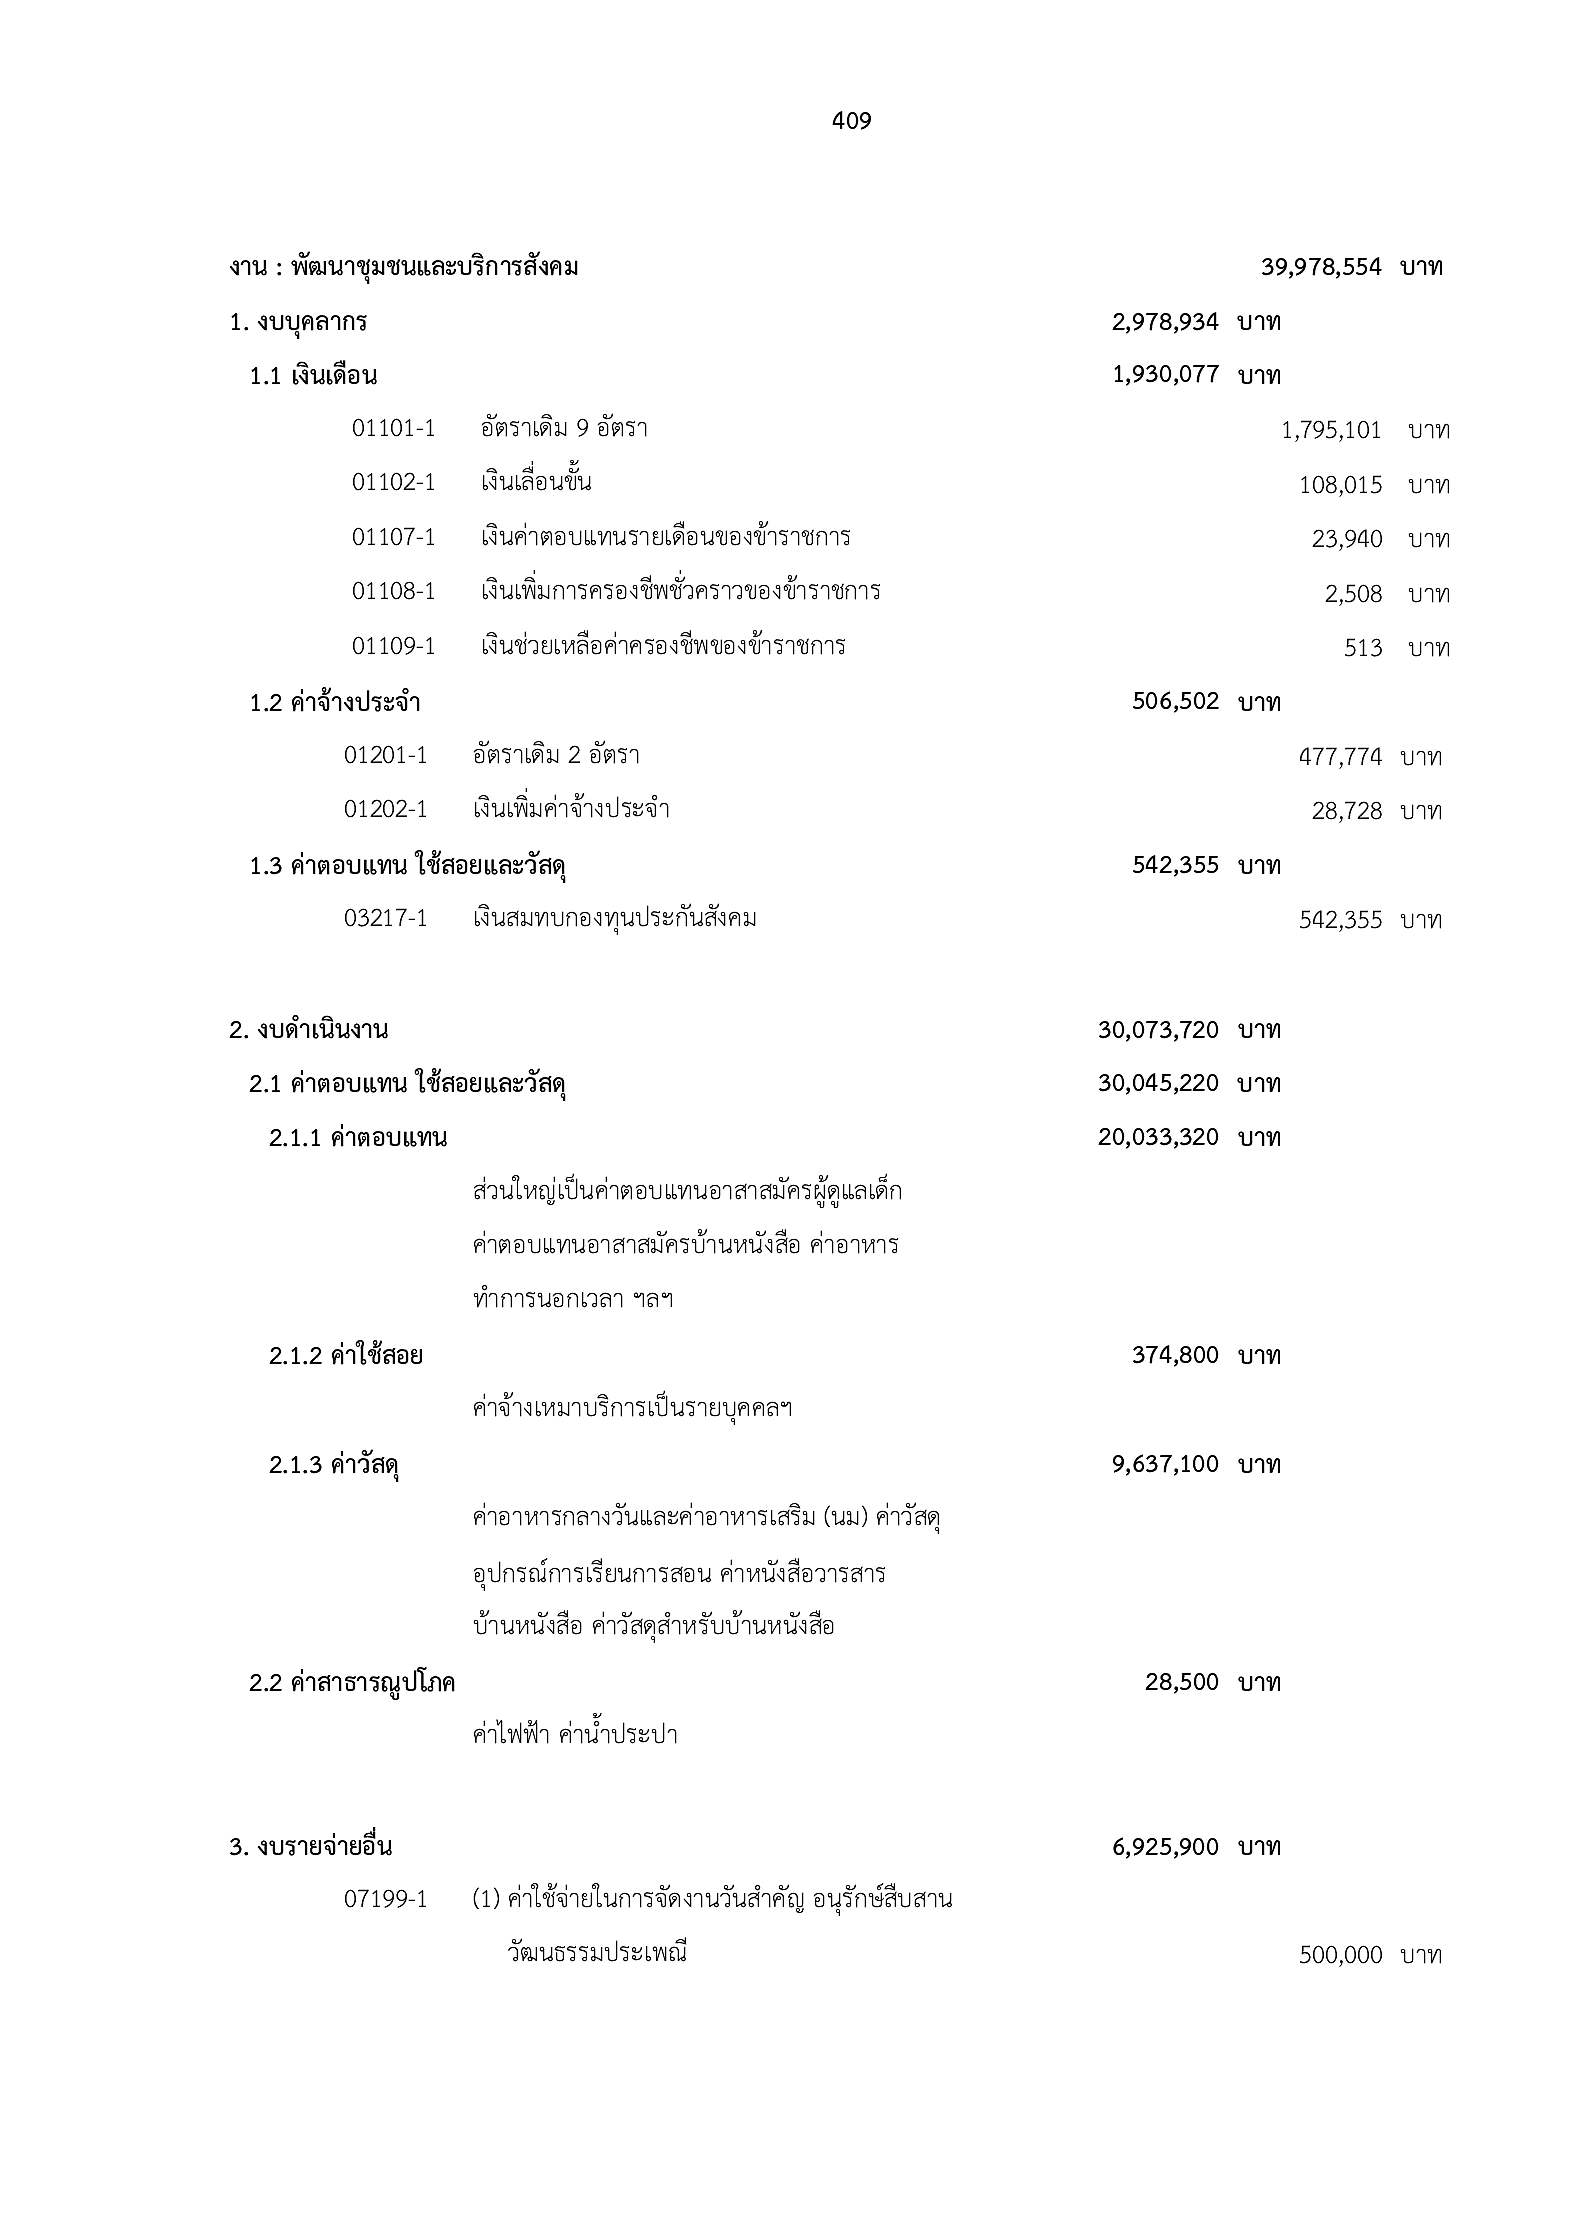 409
งาน : พัฒนาชุมชนและบริการสังคม 39,978,554 บาท
1. งบบุคลากร 2,978,934 บาท
1.1 เงินเดือน 1,930,077 บาท
01101-1 อัตราเดิม 9 อัตรา 1,795,101 บาท
01102-1 เงินเลื่อนขั้น 108,015 บาท
01107-1 เงินค่าตอบแทนรายเดือนของข้าราชการ 23,940 บาท
01108-1 เงินเพิ่มการครองชีพชั่วคราวของข้าราชการ 2,508 บาท
01109-1 เงินช่วยเหลือค่าครองชีพของข้าราชการ 513 บาท
1.2 ค่าจ้างประจำ 506,502 บาท
01201-1 อัตราเดิม 2 อัตรา 477,774 บาท
01202-1 เงินเพิ่มค่าจ้างประจำ 28,728 บาท
1.3 ค่าตอบแทน ใช้สอยและวัสดุ 542,355 บาท
03217-1 เงินสมทบกองทุนประกันสังคม 542,355 บาท
2. งบดำเนินงาน 30,073,720 บาท
2.1 ค่าตอบแทน ใช้สอยและวัสดุ 30,045,220 บาท
2.1.1 ค่าตอบแทน 20,033,320 บาท
ส่วนใหญ่เป็นค่าตอบแทนอาสาสมัครผู้ดูแลเด็ก
ค่าตอบแทนอาสาสมัครบ้านหนังสือ ค่าอาหาร
ทำการนอกเวลา ฯลฯ
2.1.2 ค่าใช้สอย 374,800 บาท
ค่าจ้างเหมาบริการเป็นรายบุคคลฯ
2.1.3 ค่าวัสดุ 9,637,100 บาท
ค่าอาหารกลางวันและค่าอาหารเสริม (นม) ค่าวัสดุ
อุปกรณ์การเรียนการสอน ค่าหนังสือวารสาร
บ้านหนังสือ ค่าวัสดุสำหรับบ้านหนังสือ
2.2 ค่าสาธารณูปโภค 28,500 บาท
ค่าไฟฟ้า ค่าน้ำประปา
3. งบรายจ่ายอื่น 6,925,900 บาท
07199-1 (1) ค่าใช้จ่ายในการจัดงานวันสำคัญ อนุรักษ์สืบสาน
วัฒนธรรมประเพณี 500,000 บาท